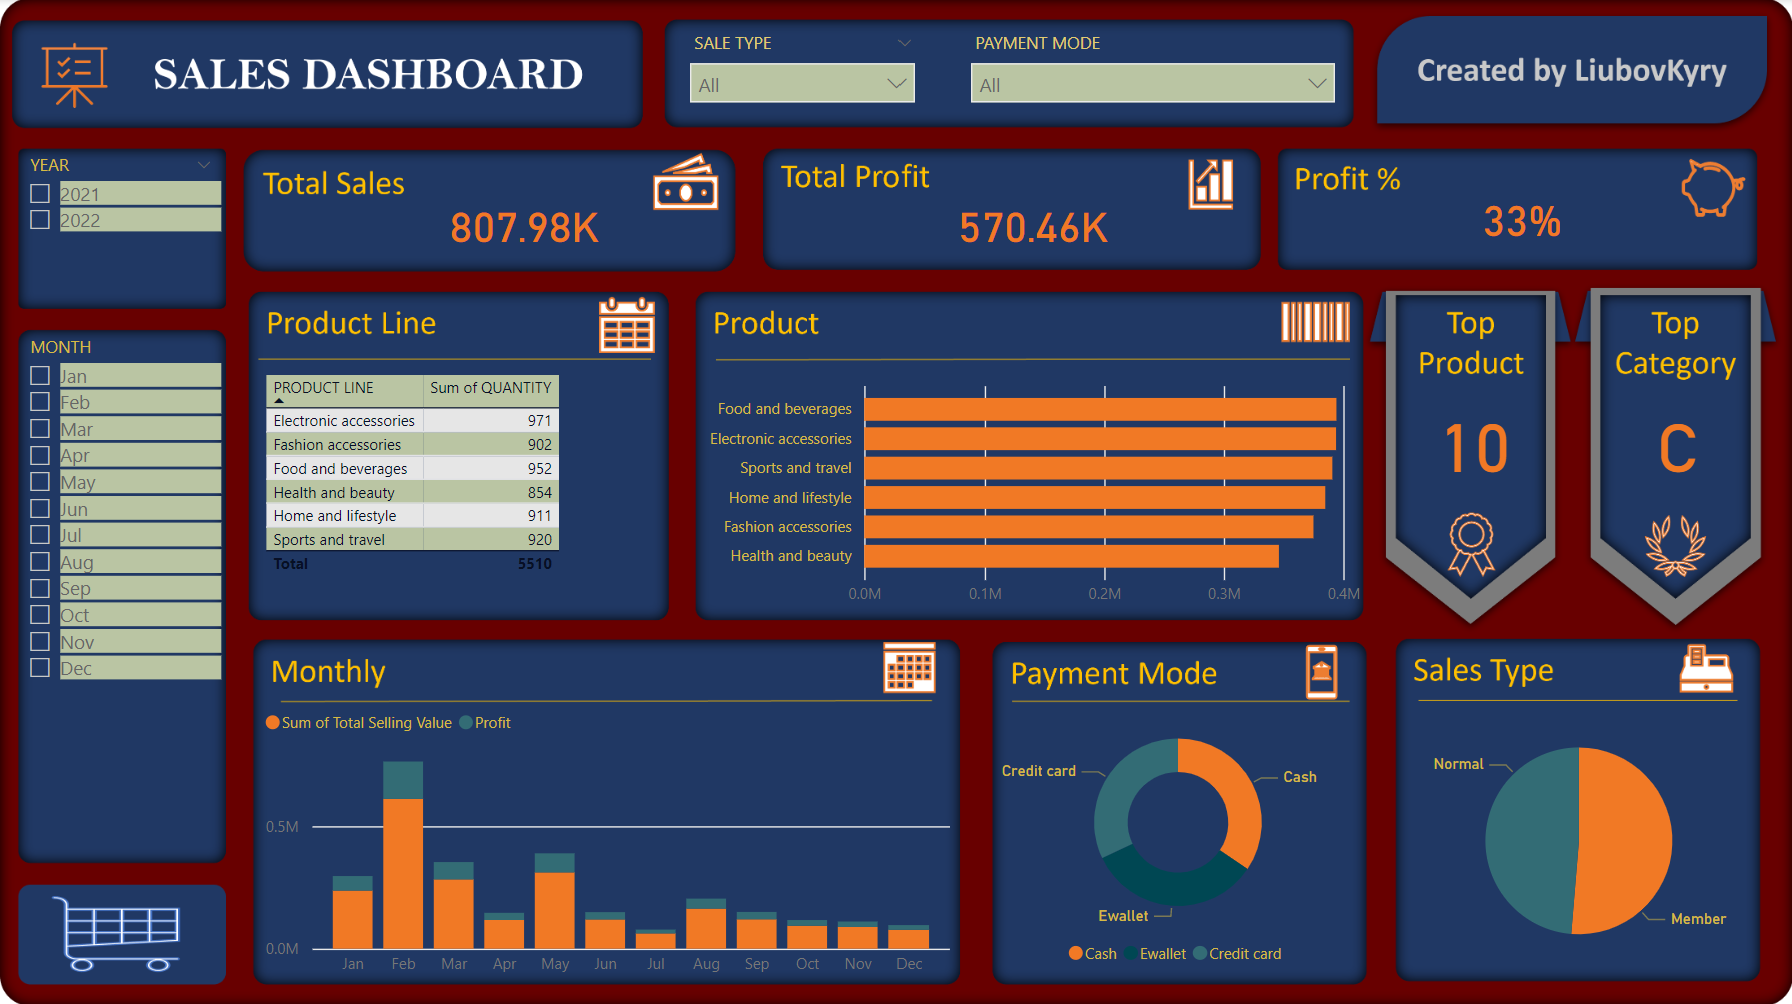 SALES DASHBOARD
SALE TYPE
All
PAYMENT MODE
All
Created by LiubovKyry
YEAR
2021
2022
Total Sales
807.98K
Total Profit
570.46K
Profit %
33%
MONTH
Jan
Feb
Mar
Apr
May
Jun
Jul
Aug
Sep
Oct
Nov
Dec
Product Line
PRODUCT LINE Sum of QUANTITY
Electronic accessories 971
Fashion accessories 902
Food and beverages 952
Health and beauty 854
Home and lifestyle 911
Sports and travel 920
Total 5510
Product
Food and beverages
Electronic accessories
Sports and travel
Home and lifestyle
Fashion accessories
Health and beauty
0.0M 0.1M 0.2M 0.3M 0.4M
Top
Product
10
Top
Category
C
Monthly
Sum of Total Selling Value Profit
0.5M
0.0M
Jan Feb Mar Apr May Jun Jul Aug Sep Oct Nov Dec
Payment Mode
Credit card
Cash
Ewallet
Cash Ewallet Credit card
Sales Type
Normal
Member